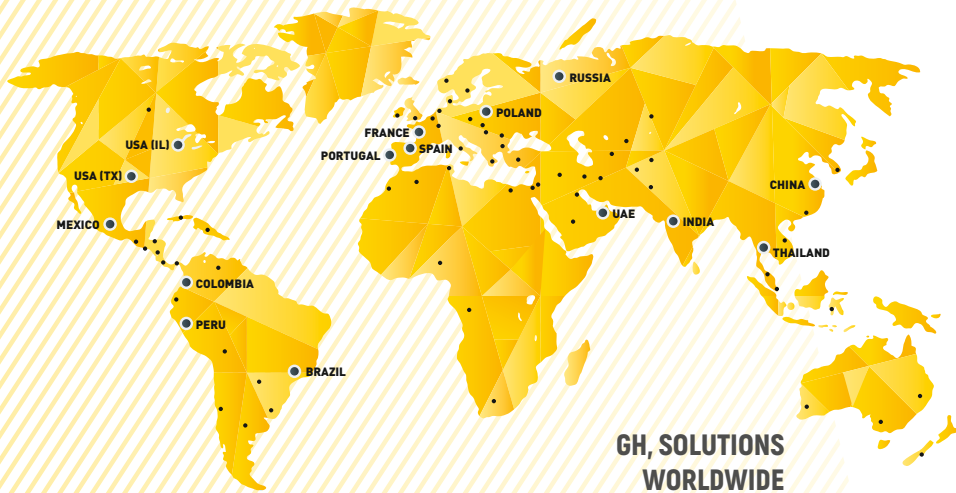 RUSSIA
POLAND
FRANCE
USA (IL)
SPAIN
PORTUGAL
USA (TX)
CHINA
UAE
MEXICO
INDIA
THAILAND
COLOMBIA
PERU
BRAZIL
GH, SOLUTIONS
WORLDWIDE